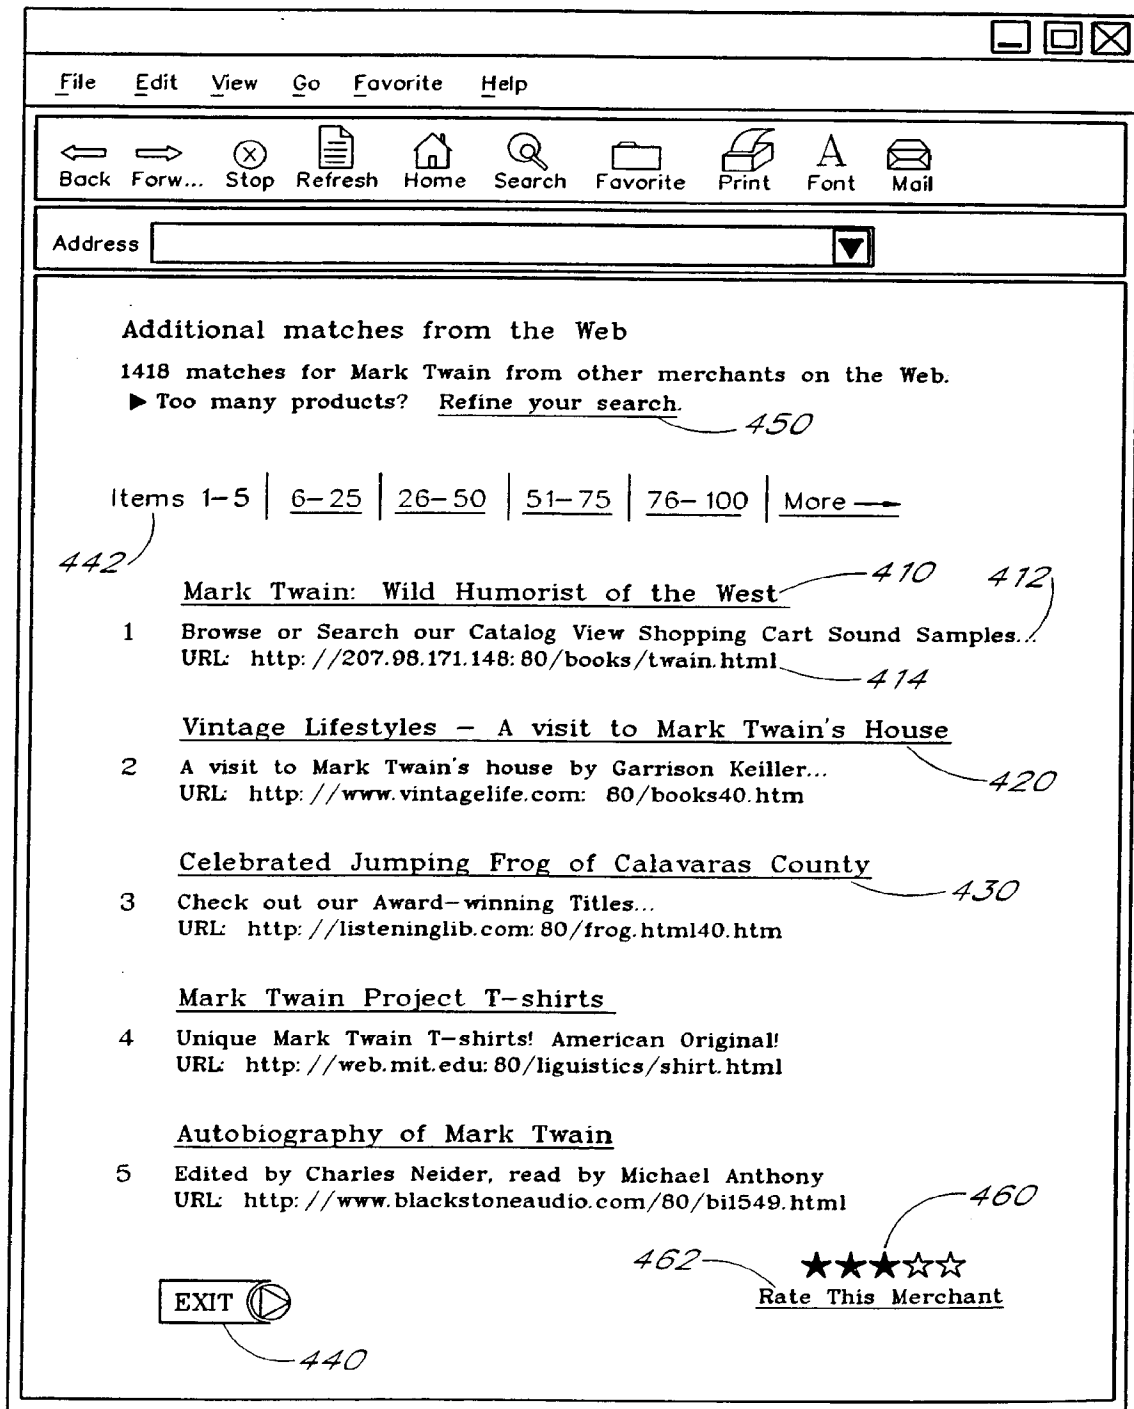 File Edit View Go Favorite Help
Back Forw... Stop Refresh Home Search Favorite Print A Font Mail
Address
Additional matches from the Web
1418 matches for Mark Twain from other merchants on the Web.
▶ Too many products? Refine your search.
450
Items 1-5 | 6-25 | 26-50 | 51-75 | 76-100 | More →
442
410
412
Mark Twain: Wild Humorist of the West
1 Browse or Search our Catalog View Shopping Cart Sound Samples...
URL: http://207.98.171.148:80/books/twain.html
414
Vintage Lifestyles - A visit to Mark Twain's House
420
2 A visit to Mark Twain's house by Garrison Keiller...
URL: http://www.vintagelife.com: 80/books40.htm
Celebrated Jumping Frog of Calavaras County
430
3 Check out our Award-winning Titles...
URL: http://listeninglib.com:80/frog.html40.htm
Mark Twain Project T-shirts
4 Unique Mark Twain T-shirts! American Original!
URL: http://web.mit.edu:80/liguistics/shirt.html
Autobiography of Mark Twain
5 Edited by Charles Neider, read by Michael Anthony
URL: http://www.blackstoneaudio.com/80/bil549.html
460
462
★★★☆☆
Rate This Merchant
EXIT
440